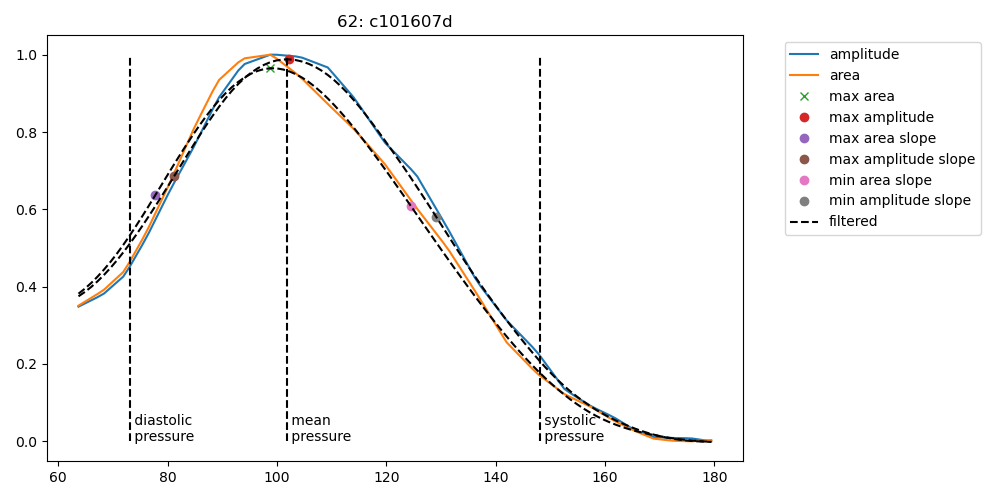 62: c101607d
1.0
0.8
0.6
0.4
0.2
0.0
60
80
100
120
140
160
180
diastolic
pressure
mean
pressure
systolic
pressure
amplitude
area
max area
max amplitude
max area slope
max amplitude slope
min area slope
min amplitude slope
filtered